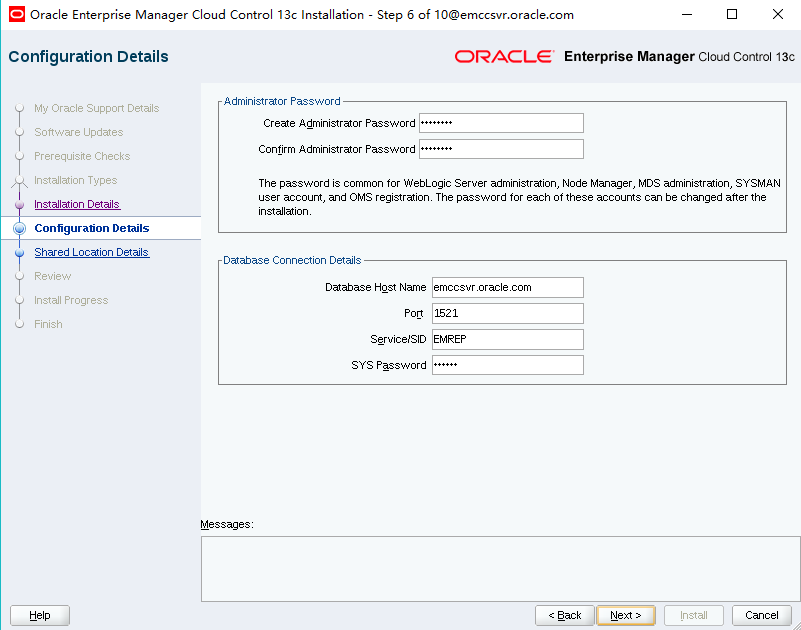 Oracle Enterprise Manager Cloud Control 13c Installation - Step 6 of 10@emccsvr.oracle.com
Configuration Details
ORACLE Enterprise Manager Cloud Control 13c
My Oracle Support Details
Software Updates
Prerequisite Checks
Installation Types
Installation Details
Configuration Details
Shared Location Details
Review
Install Progress
Finish
Administrator Password
Create Administrator Password ••••••••
Confirm Administrator Password ••••••••
The password is common for WebLogic Server administration, Node Manager, MDS administration, SYSMAN
user account, and OMS registration. The password for each of these accounts can be changed after the
installation.
Database Connection Details
Database Host Name emccsvr.oracle.com
Port 1521
Service/SID EMREP
SYS Password ••••••
Messages:
Help
< Back
Next >
Install
Cancel